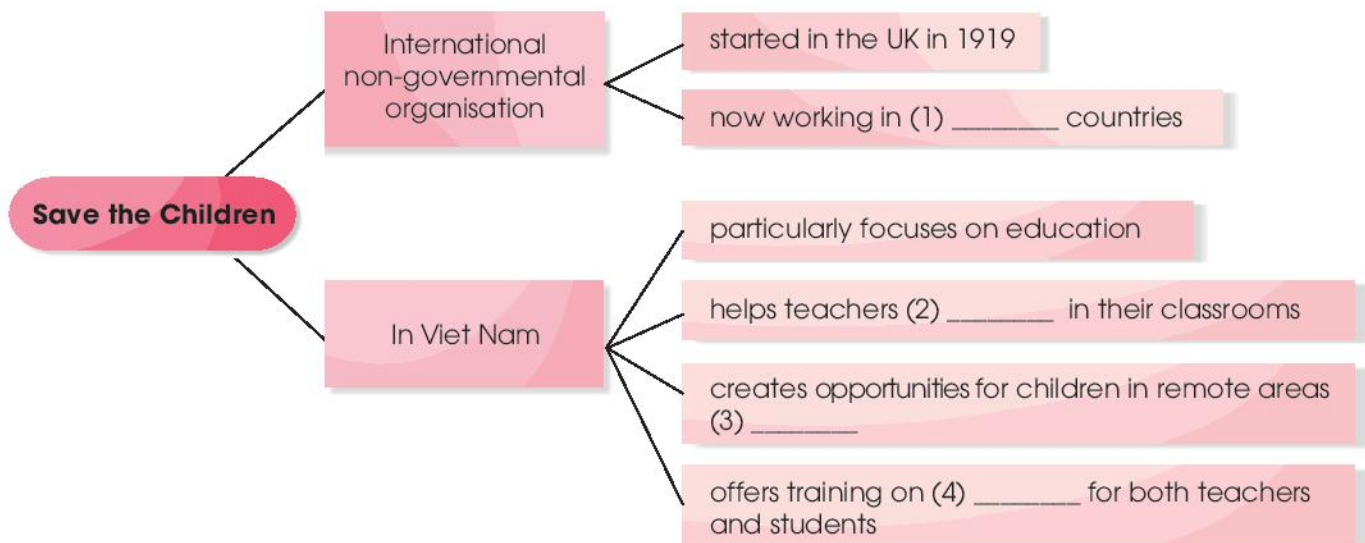 Save the Children
International
non-governmental
organisation
started in the UK in 1919
now working in (1) ________ countries
In Viet Nam
particularly focuses on education
helps teachers (2) ________ in their classrooms
creates opportunities for children in remote areas
(3) ________
offers training on (4) ________ for both teachers
and students